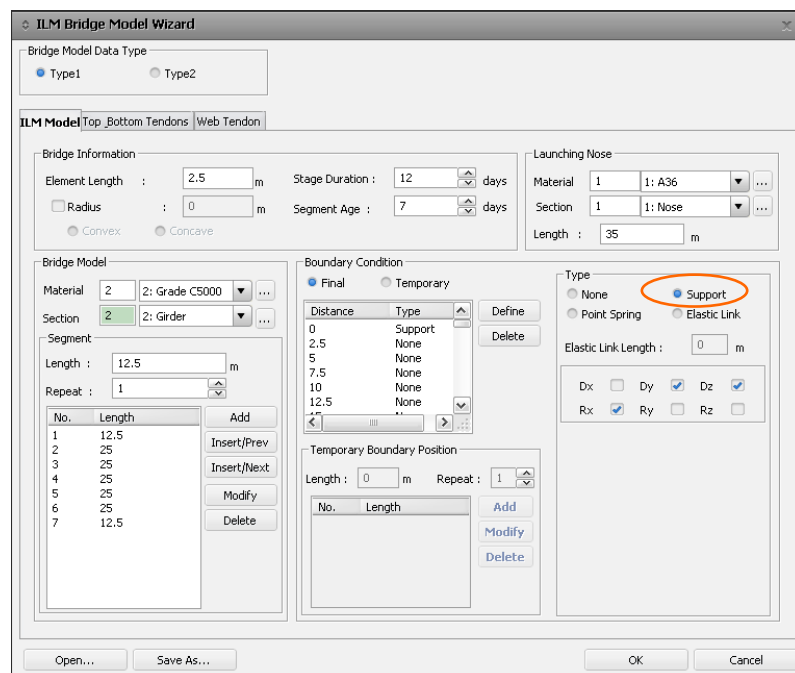 ILM Bridge Model Wizard
Bridge Model Data Type
Type1 Type2
ILM Model Top_Bottom Tendons Web Tendon
Bridge Information
Element Length : 2.5 m
Stage Duration : 12 days
Radius : 0 m
Segment Age : 7 days
Convex Concave
Launching Nose
Material 1 1: A36 ...
Section 1 1: Nose ...
Length : 35 m
Bridge Model
Material 2 2: Grade C5000 ...
Section 2 2: Girder ...
Segment
Length : 12.5 m
Repeat : 1
No. Length
1 12.5
2 25
3 25
4 25
5 25
6 25
7 12.5
Add
Insert/Prev
Insert/Next
Modify
Delete
Boundary Condition
Final Temporary
Distance Type
0 Support
2.5 None
5 None
7.5 None
10 None
12.5 None
Define
Delete
Temporary Boundary Position
Length : 0 m Repeat : 1
No. Length
Add
Modify
Delete
Type
None Support
Point Spring Elastic Link
Elastic Link Length : 0 m
Dx Dy Dz
Rx Ry Rz
Open... Save As... OK Cancel